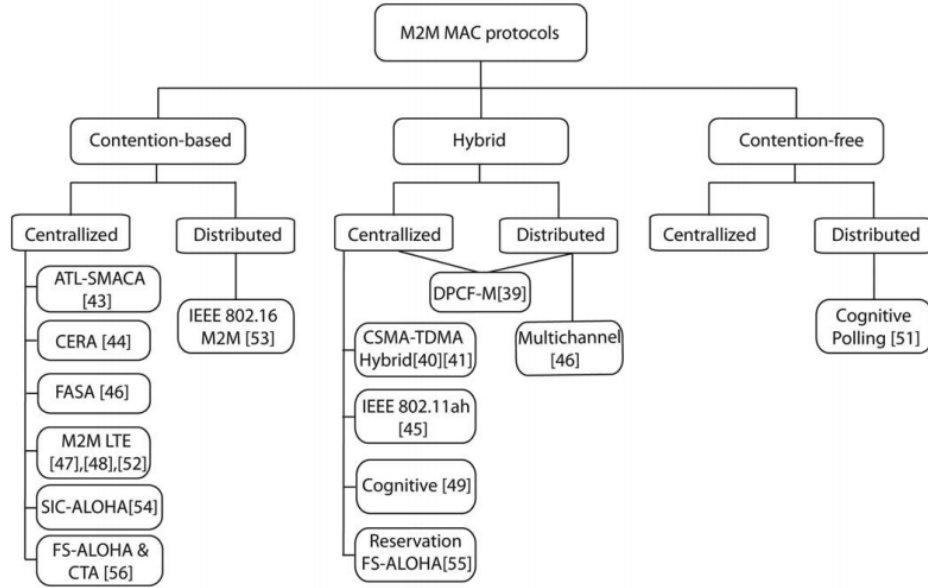 M2M MAC protocols
Contention-based
Hybrid
Contention-free
Centrallized
Distributed
Centrallized
Distributed
Centrallized
Distributed
ATL-SMACA
[43]
CERA [44]
FASA [46]
M2M LTE
[47],[48],[52]
SIC-ALOHA[54]
FS-ALOHA &
CTA [56]
IEEE 802.16
M2M [53]
DPCF-M[39]
CSMA-TDMA
Hybrid[40][41]
IEEE 802.11ah
[45]
Cognitive [49]
Reservation
FS-ALOHA[55]
Multichannel
[46]
Cognitive
Polling [51]